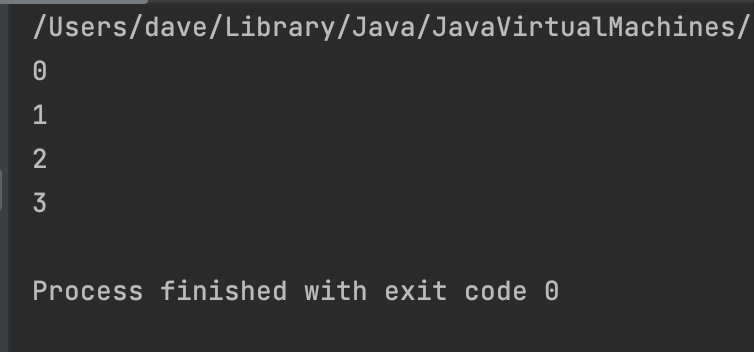 /Users/dave/Library/Java/JavaVirtualMachines/
0
1
2
3
Process finished with exit code 0